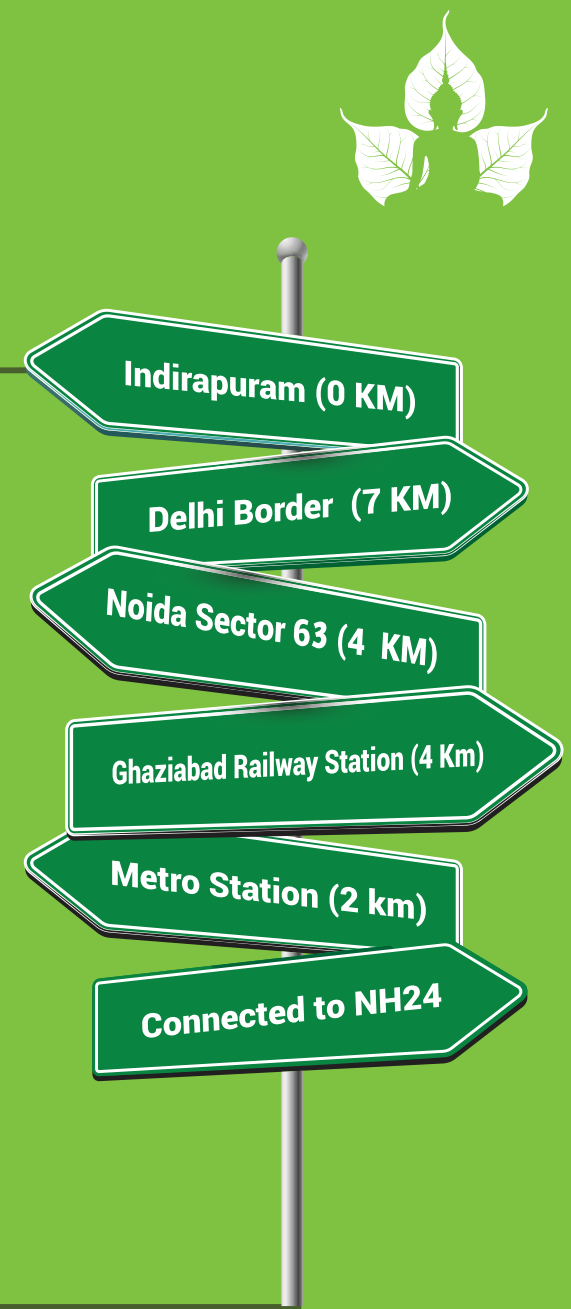 Indirapuram (0 KM)
Delhi Border  (7 KM)
Noida Sector 63 (4  KM)
Ghaziabad Railway Station (4 Km)
Metro Station (2 km)
Connected to NH24